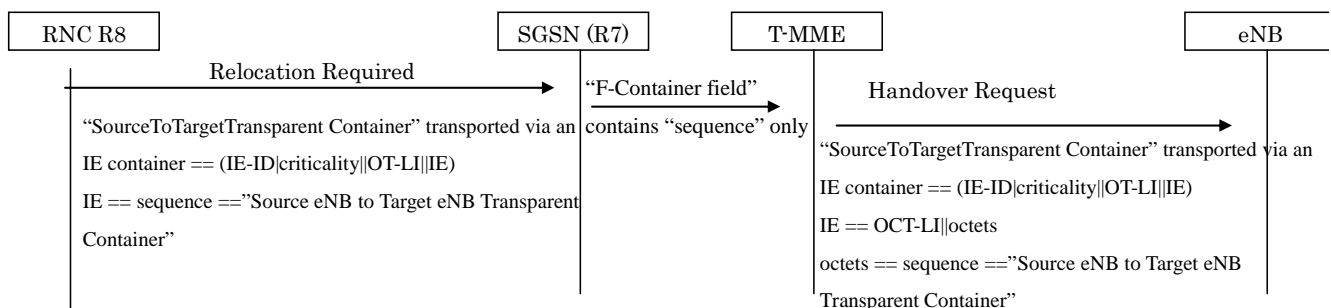 RNC R8
SGSN (R7)
T-MME
eNB
Relocation Required
"SourceToTargetTransparent Container" transported via an
IE container == (IE-ID|criticality||OT-LI||IE)
IE == sequence =="Source eNB to Target eNB Transparent
Container"
"F-Container field"
contains "sequence" only
Handover Request
"SourceToTargetTransparent Container" transported via an
IE container == (IE-ID|criticality||OT-LI||IE)
IE == OCT-LI||octets
octets == sequence =="Source eNB to Target eNB
Transparent Container"